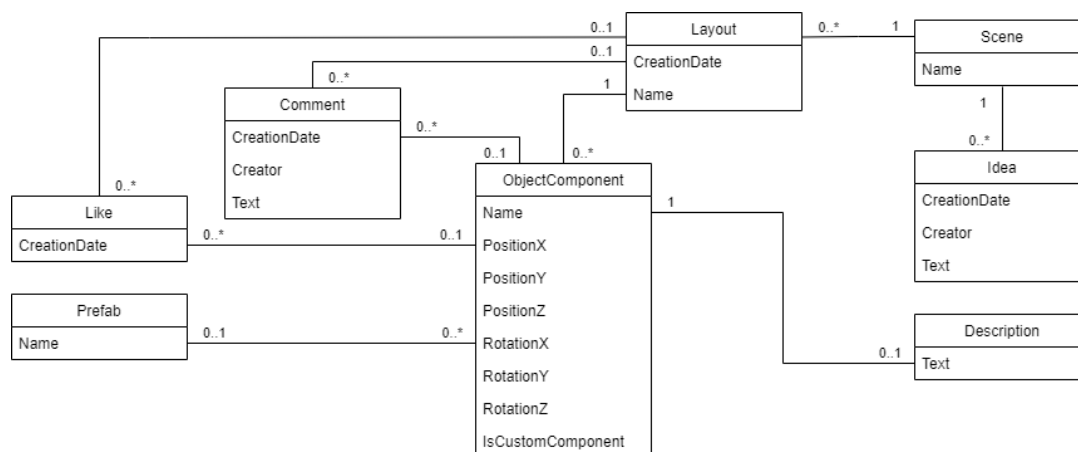 0..1
Layout
0..*
1
Scene
0..1
CreationDate
Name
0..*
1
Name
Comment
1
CreationDate
0..*
0..*
Creator
0..1
0..*
Idea
ObjectComponent
CreationDate
0..*
Text
Like
Name
1
Creator
CreationDate
0..*
0..1
PositionX
Text
PositionY
Prefab
PositionZ
Description
Name
0..1
0..*
RotationX
0..1
Text
RotationY
RotationZ
IsCustomComponent